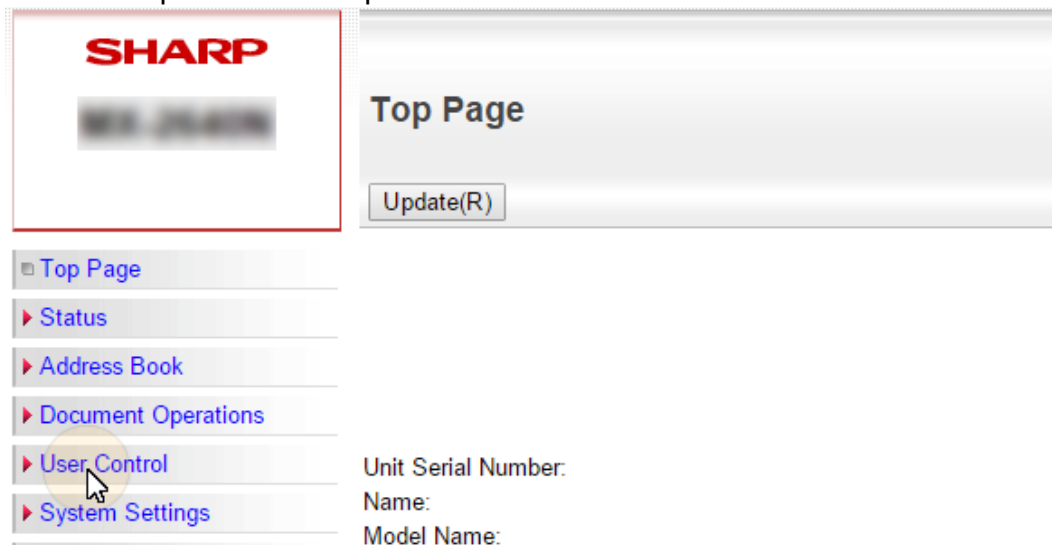 SHARP
Top Page
Update(R)
Top Page
Status
Address Book
Document Operations
User Control
System Settings
Unit Serial Number:
Name:
Model Name: